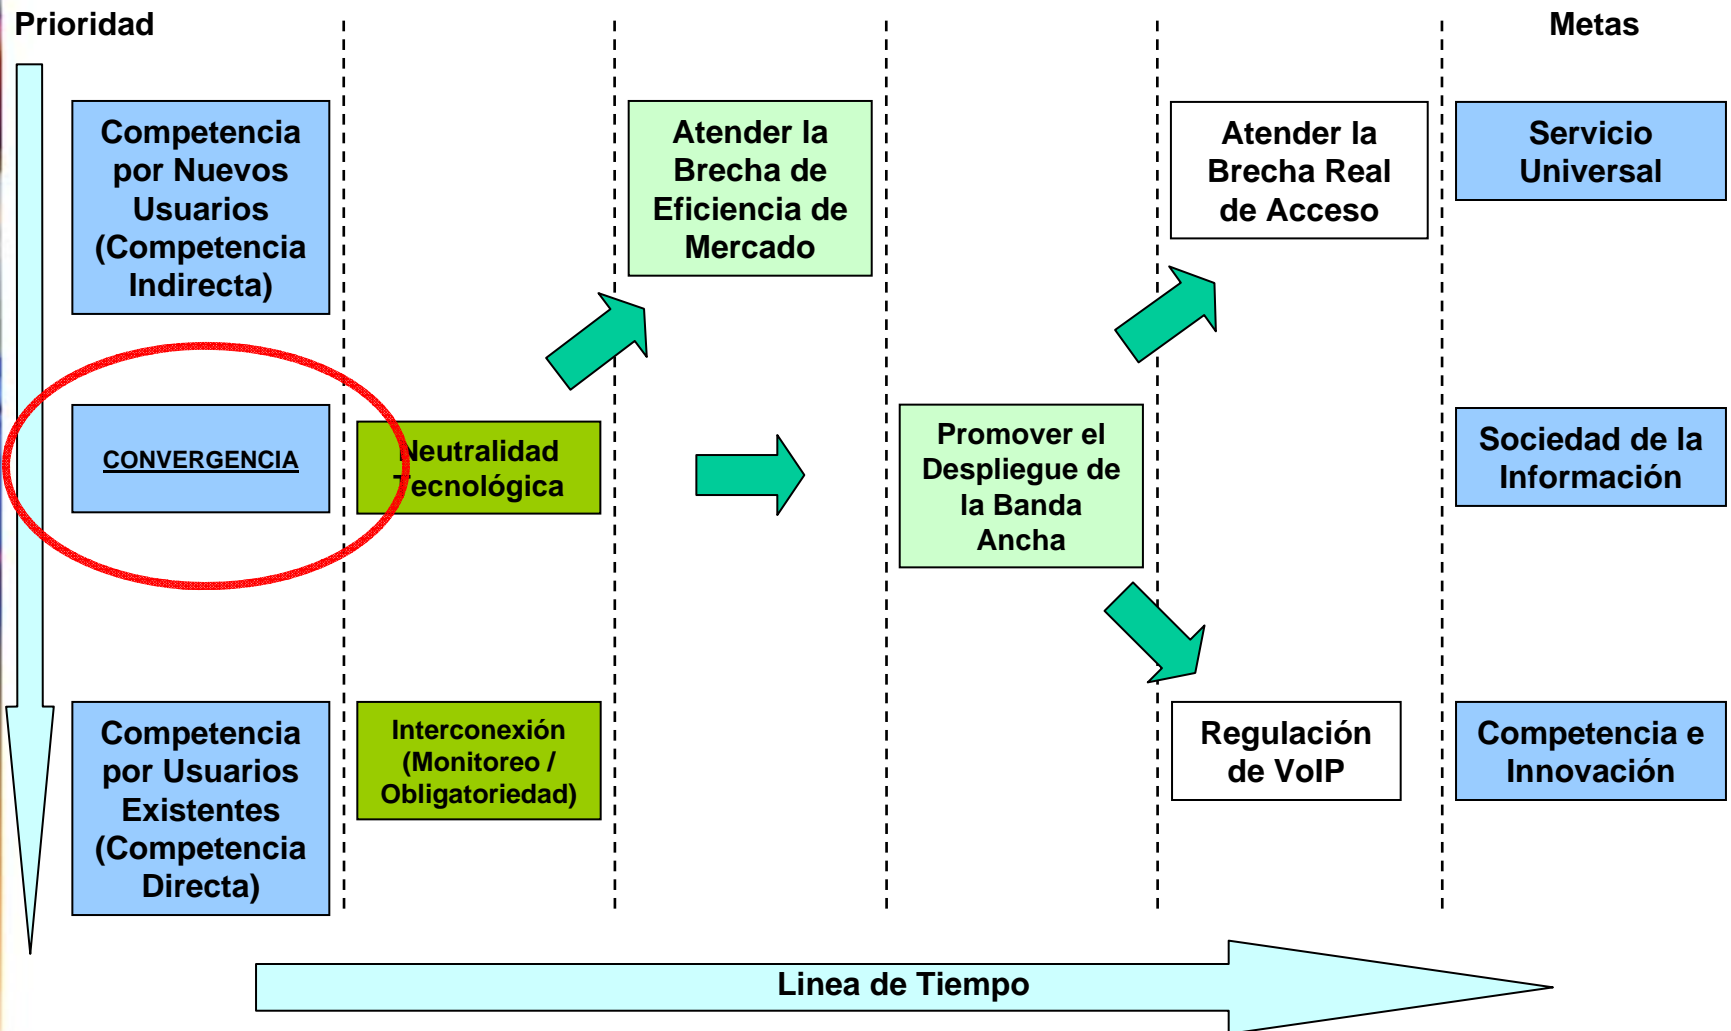 Prioridad
Metas
Competencia
por Nuevos
Usuarios
(Competencia
Indirecta)
Atender la
Brecha de
Eficiencia de
Mercado
Atender la
Brecha Real
de Acceso
Servicio
Universal
CONVERGENCIA
Neutralidad
Tecnológica
Promover el
Despliegue de
la Banda
Ancha
Sociedad de la
Información
Competencia
por Usuarios
Existentes
(Competencia
Directa)
Interconexión
(Monitoreo /
Obligatoriedad)
Regulación
de VoIP
Competencia e
Innovación
Linea de Tiempo